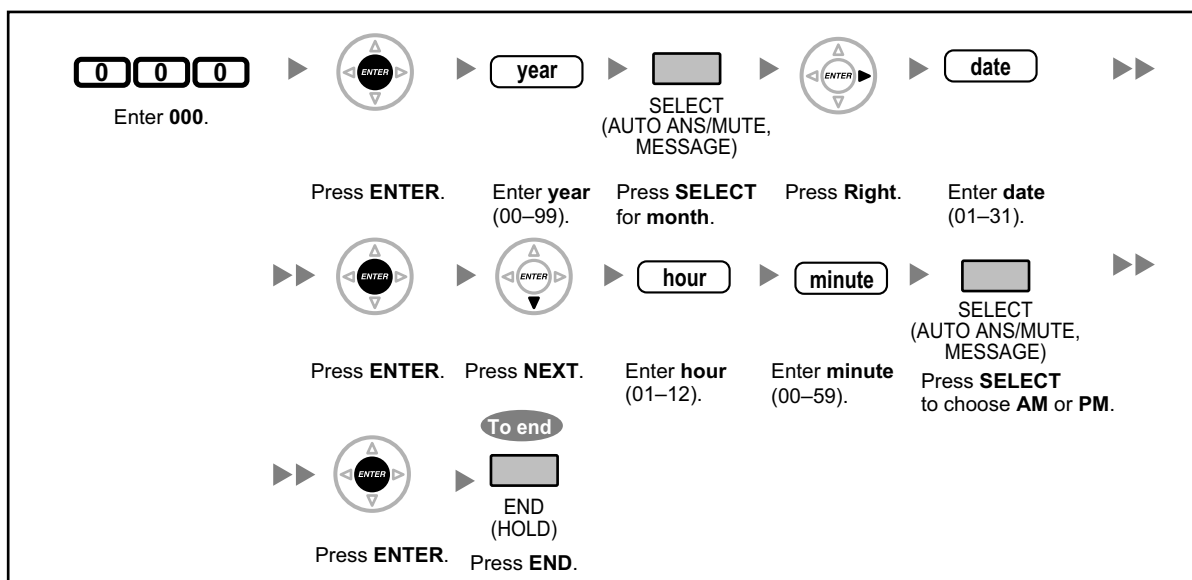 0 0 0
Enter 000.
ENTER
Press ENTER.
year
Enter year
(00–99).
SELECT
(AUTO ANS/MUTE,
MESSAGE)
Press SELECT
for month.
ENTER
Press Right.
date
Enter date
(01–31).
ENTER
Press ENTER.
ENTER
Press NEXT.
hour
Enter hour
(01–12).
minute
Enter minute
(00–59).
SELECT
(AUTO ANS/MUTE,
MESSAGE)
Press SELECT
to choose AM or PM.
ENTER
Press ENTER.
To end
END
(HOLD)
Press END.